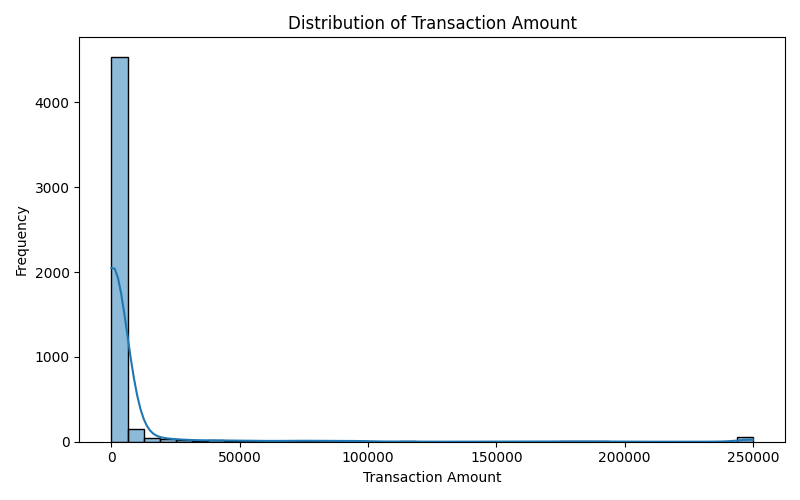 Distribution of Transaction Amount
Frequency
4000
3000
2000
1000
0
0 50000 100000 150000 200000 250000
Transaction Amount